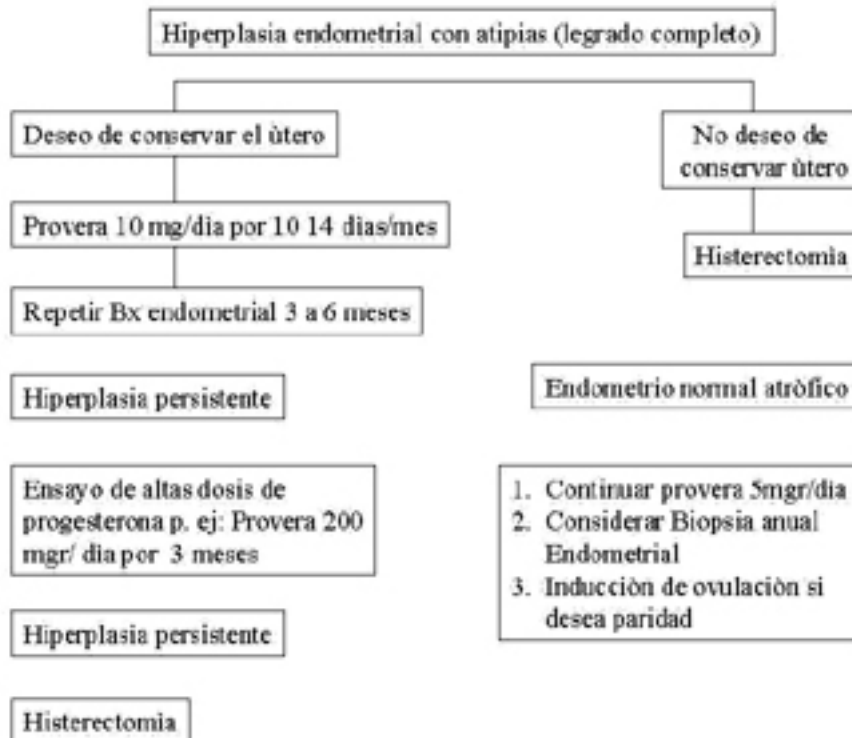 Hiperplasia endometrial con atipias (legrado completo)
Deseo de conservar el ùtero
No deseo de
conservar ùtero
Provera 10 mg/dia por 10 14 dias/mes
Histerectomìa
Repetir Bx endometrial 3 a 6 meses
Hiperplasia persistente
Endometrio normal atròfico
Ensayo de altas dosis de
progesterona p. ej: Provera 200
mgr/ dia por 3 meses
1. Continuar provera 5mgr/dia
2. Considerar Biopsia anual
Endometrial
3. Inducciòn de ovulaciòn si
desea paridad
Hiperplasia persistente
Histerectomìa